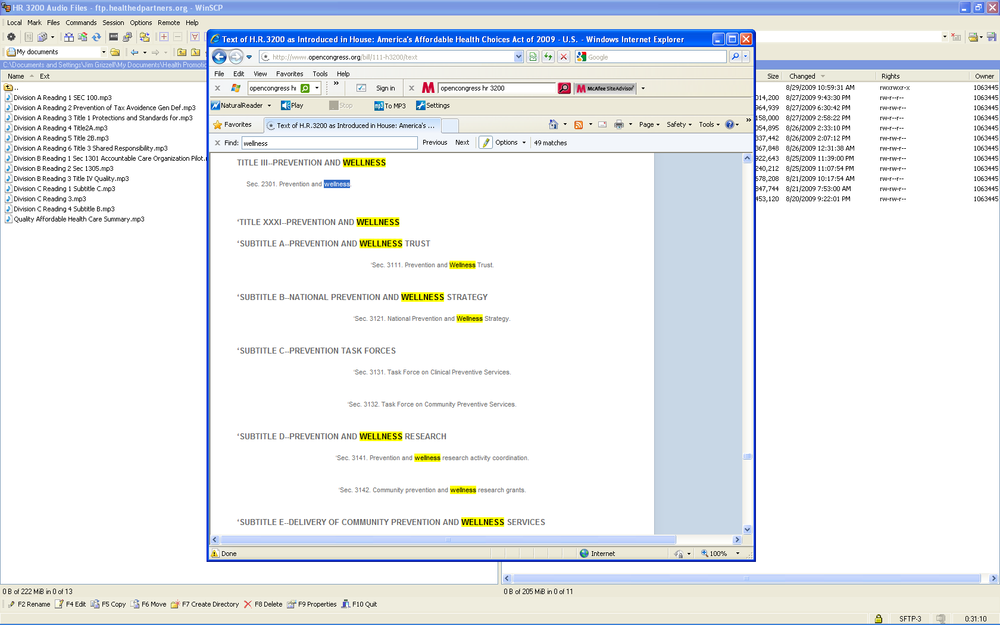 HR 3200 Audio Files - ftp.healthedpartners.org - WinSCP
Local Mark Files Commands Session Options Remote Help
My documents
C:\Documents and Settings\Jim Grizzell\My Documents\Health Promotio
Name Ext
..
Division A Reading 1 SEC 100.mp3
Division A Reading 2 Prevention of Tax Avoidence Gen Def.mp3
Division A Reading 3 Title 1 Protections and Standards for.mp3
Division A Reading 4 Title2A.mp3
Division A Reading 5 Title 2B.mp3
Division A Reading 6 Title 3 Shared Responsibility.mp3
Division B Reading 1 Sec 1301 Accountable Care Organization Pilot.
Division B Reading 2 Sec 1305.mp3
Division B Reading 3 Title IV Quality.mp3
Division C Reading 1 Subtitle C.mp3
Division C Reading 3.mp3
Division C Reading 4 Subtitle B.mp3
Quality Affordable Health Care Summary.mp3
Text of H.R.3200 as Introduced in House: America's Affordable Health Choices Act of 2009 - U.S. - Windows Internet Explorer
http://www.opencongress.org/bill/111-h3200/text
Google
File Edit View Favorites Tools Help
opencongress hr
Sign in
opencongress hr 3200
McAfee SiteAdvisor
NaturalReader Play Stop mp3 To MP3 Settings
Favorites
Text of H.R.3200 as Introduced in House: America's ...
Page Safety Tools
Find: wellness Previous Next Options 49 matches
TITLE III--PREVENTION AND WELLNESS
Sec. 2301. Prevention and wellness.
‘TITLE XXXI--PREVENTION AND WELLNESS
‘SUBTITLE A--PREVENTION AND WELLNESS TRUST
‘Sec. 3111. Prevention and Wellness Trust.
‘SUBTITLE B--NATIONAL PREVENTION AND WELLNESS STRATEGY
‘Sec. 3121. National Prevention and Wellness Strategy.
‘SUBTITLE C--PREVENTION TASK FORCES
‘Sec. 3131. Task Force on Clinical Preventive Services.
‘Sec. 3132. Task Force on Community Preventive Services.
‘SUBTITLE D--PREVENTION AND WELLNESS RESEARCH
‘Sec. 3141. Prevention and wellness research activity coordination.
‘Sec. 3142. Community prevention and wellness research grants.
‘SUBTITLE E--DELIVERY OF COMMUNITY PREVENTION AND WELLNESS SERVICES
Done Internet 100%
Size Changed Rights Owner
8/29/2009 10:59:31 AM rwxrwxr-x 1063445
014,200 8/27/2009 9:43:30 PM rw-r--r-- 1063445
964,939 8/27/2009 6:30:42 PM rw-rw-r-- 1063445
158,000 8/27/2009 2:58:22 PM rw-rw-r-- 1063445
054,895 8/26/2009 2:33:10 PM rw-rw-r-- 1063445
337,442 8/26/2009 2:07:12 PM rw-rw-r-- 1063445
367,848 8/26/2009 12:31:38 AM rw-rw-r-- 1063445
922,643 8/25/2009 11:39:00 PM rw-rw-r-- 1063445
240,212 8/25/2009 11:07:54 PM rw-rw-r-- 1063445
578,208 8/21/2009 10:17:54 AM rw-r--r-- 1063445
847,744 8/21/2009 7:53:00 AM rw-rw-r-- 1063445
453,120 8/20/2009 9:22:01 PM rw-rw-r-- 1063445
0 B of 222 MiB in 0 of 13
0 B of 205 MiB in 0 of 11
F2 Rename F4 Edit F5 Copy F6 Move F7 Create Directory F8 Delete F9 Properties F10 Quit
SFTP-3 0:31:10